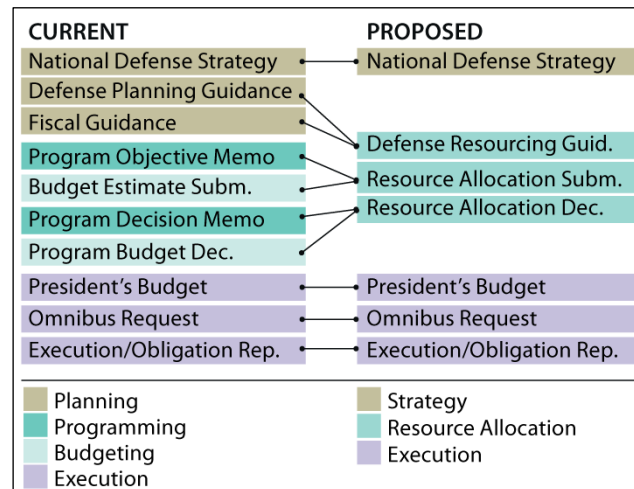 CURRENT
National Defense Strategy
Defense Planning Guidance
Fiscal Guidance
Program Objective Memo
Budget Estimate Subm.
Program Decision Memo
Program Budget Dec.
President's Budget
Omnibus Request
Execution/Obligation Rep.
Planning
Programming
Budgeting
Execution
PROPOSED
National Defense Strategy
Defense Resourcing Guid.
Resource Allocation Subm.
Resource Allocation Dec.
President's Budget
Omnibus Request
Execution/Obligation Rep.
Strategy
Resource Allocation
Execution